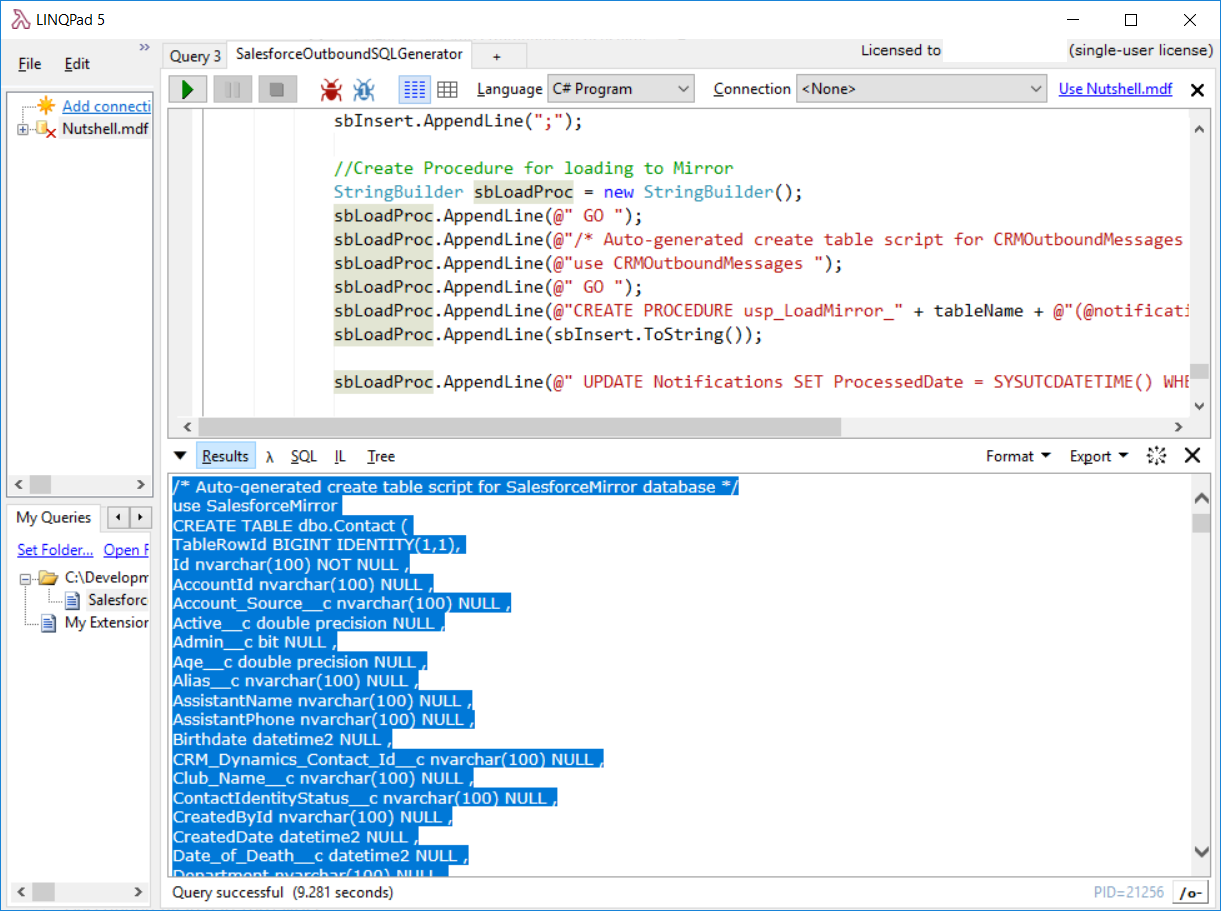 LINQPad 5
File Edit
Query 3 SalesforceOutboundSQLGenerator +
Licensed to (single-user license)
Language C# Program Connection <None> Use Nutshell.mdf
Add connecti
Nutshell.mdf
sbInsert.AppendLine(";");
//Create Procedure for loading to Mirror
StringBuilder sbLoadProc = new StringBuilder();
sbLoadProc.AppendLine(@" GO ");
sbLoadProc.AppendLine(@"/* Auto-generated create table script for CRMOutboundMessages
sbLoadProc.AppendLine(@"use CRMOutboundMessages ");
sbLoadProc.AppendLine(@" GO ");
sbLoadProc.AppendLine(@"CREATE PROCEDURE usp_LoadMirror_" + tableName + @"(@notificati
sbLoadProc.AppendLine(sbInsert.ToString());
sbLoadProc.AppendLine(@" UPDATE Notifications SET ProcessedDate = SYSUTCDATETIME() WHE
Results λ SQL IL Tree
Format Export
My Queries
Set Folder... Open F
C:\Developm
Salesforc
My Extension
/* Auto-generated create table script for SalesforceMirror database */
use SalesforceMirror
CREATE TABLE dbo.Contact (
TableRowId BIGINT IDENTITY(1,1),
Id nvarchar(100) NOT NULL ,
AccountId nvarchar(100) NULL ,
Account_Source__c nvarchar(100) NULL ,
Active__c double precision NULL ,
Admin__c bit NULL ,
Age__c double precision NULL ,
Alias__c nvarchar(100) NULL ,
AssistantName nvarchar(100) NULL ,
AssistantPhone nvarchar(100) NULL ,
Birthdate datetime2 NULL ,
CRM_Dynamics_Contact_Id__c nvarchar(100) NULL ,
Club_Name__c nvarchar(100) NULL ,
ContactIdentityStatus__c nvarchar(100) NULL ,
CreatedById nvarchar(100) NULL ,
CreatedDate datetime2 NULL ,
Date_of_Death__c datetime2 NULL ,
Department nvarchar(100) NULL ,
Query successful (9.281 seconds)
PID=21256 /o-